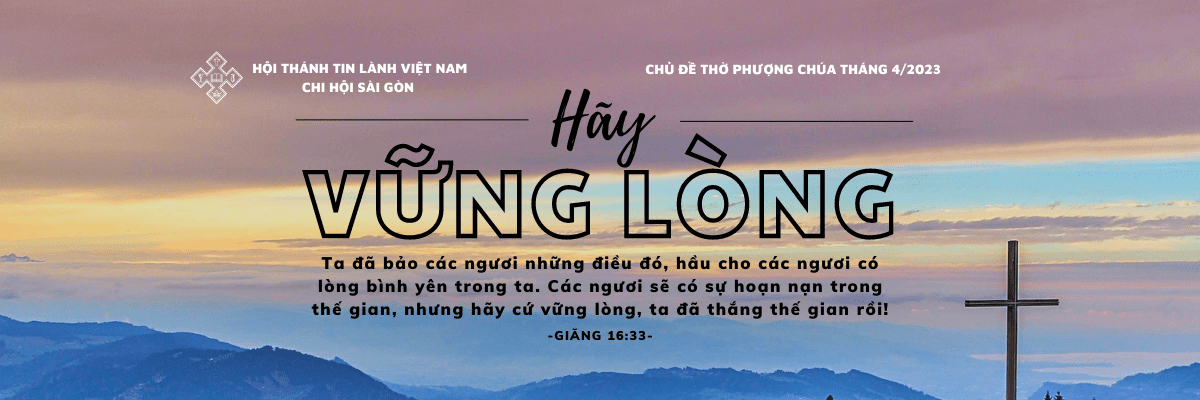 HỘI THÁNH TIN LÀNH VIỆT NAM
CHI HỘI SÀI GÒN
CHỦ ĐỀ THỜ PHƯỢNG CHÚA THÁNG 4/2023
Hãy
VỮNG LÒNG
Ta đã bảo các ngươi những điều đó, hầu cho các ngươi có
lòng bình yên trong ta. Các ngươi sẽ có sự hoạn nạn trong
thế gian, nhưng hãy cứ vững lòng, ta đã thắng thế gian rồi!
-GIĂNG 16:33-